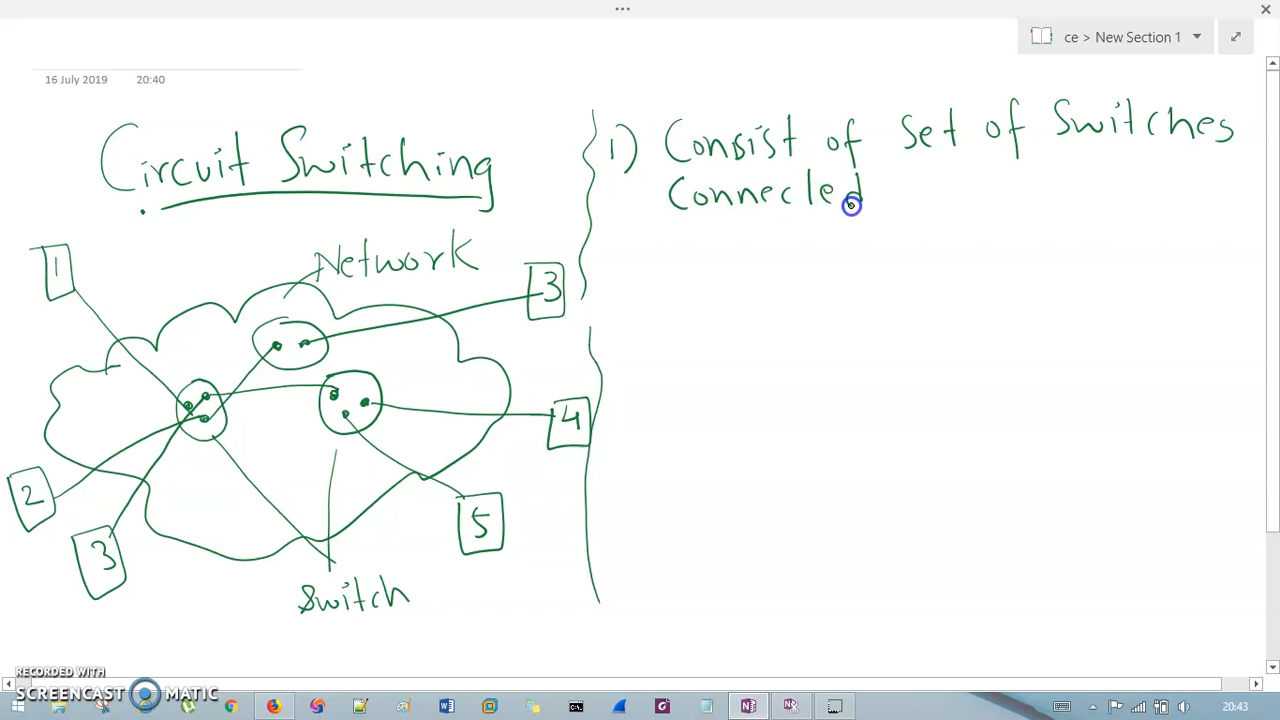 ce > New Section 1
16 July 2019 20:40
Circuit Switching
1) Consist of Set of Switches
Connected
Network
1
3
4
2
5
3
Switch
RECORDED WITH
SCREENCAST MATIC
20:43